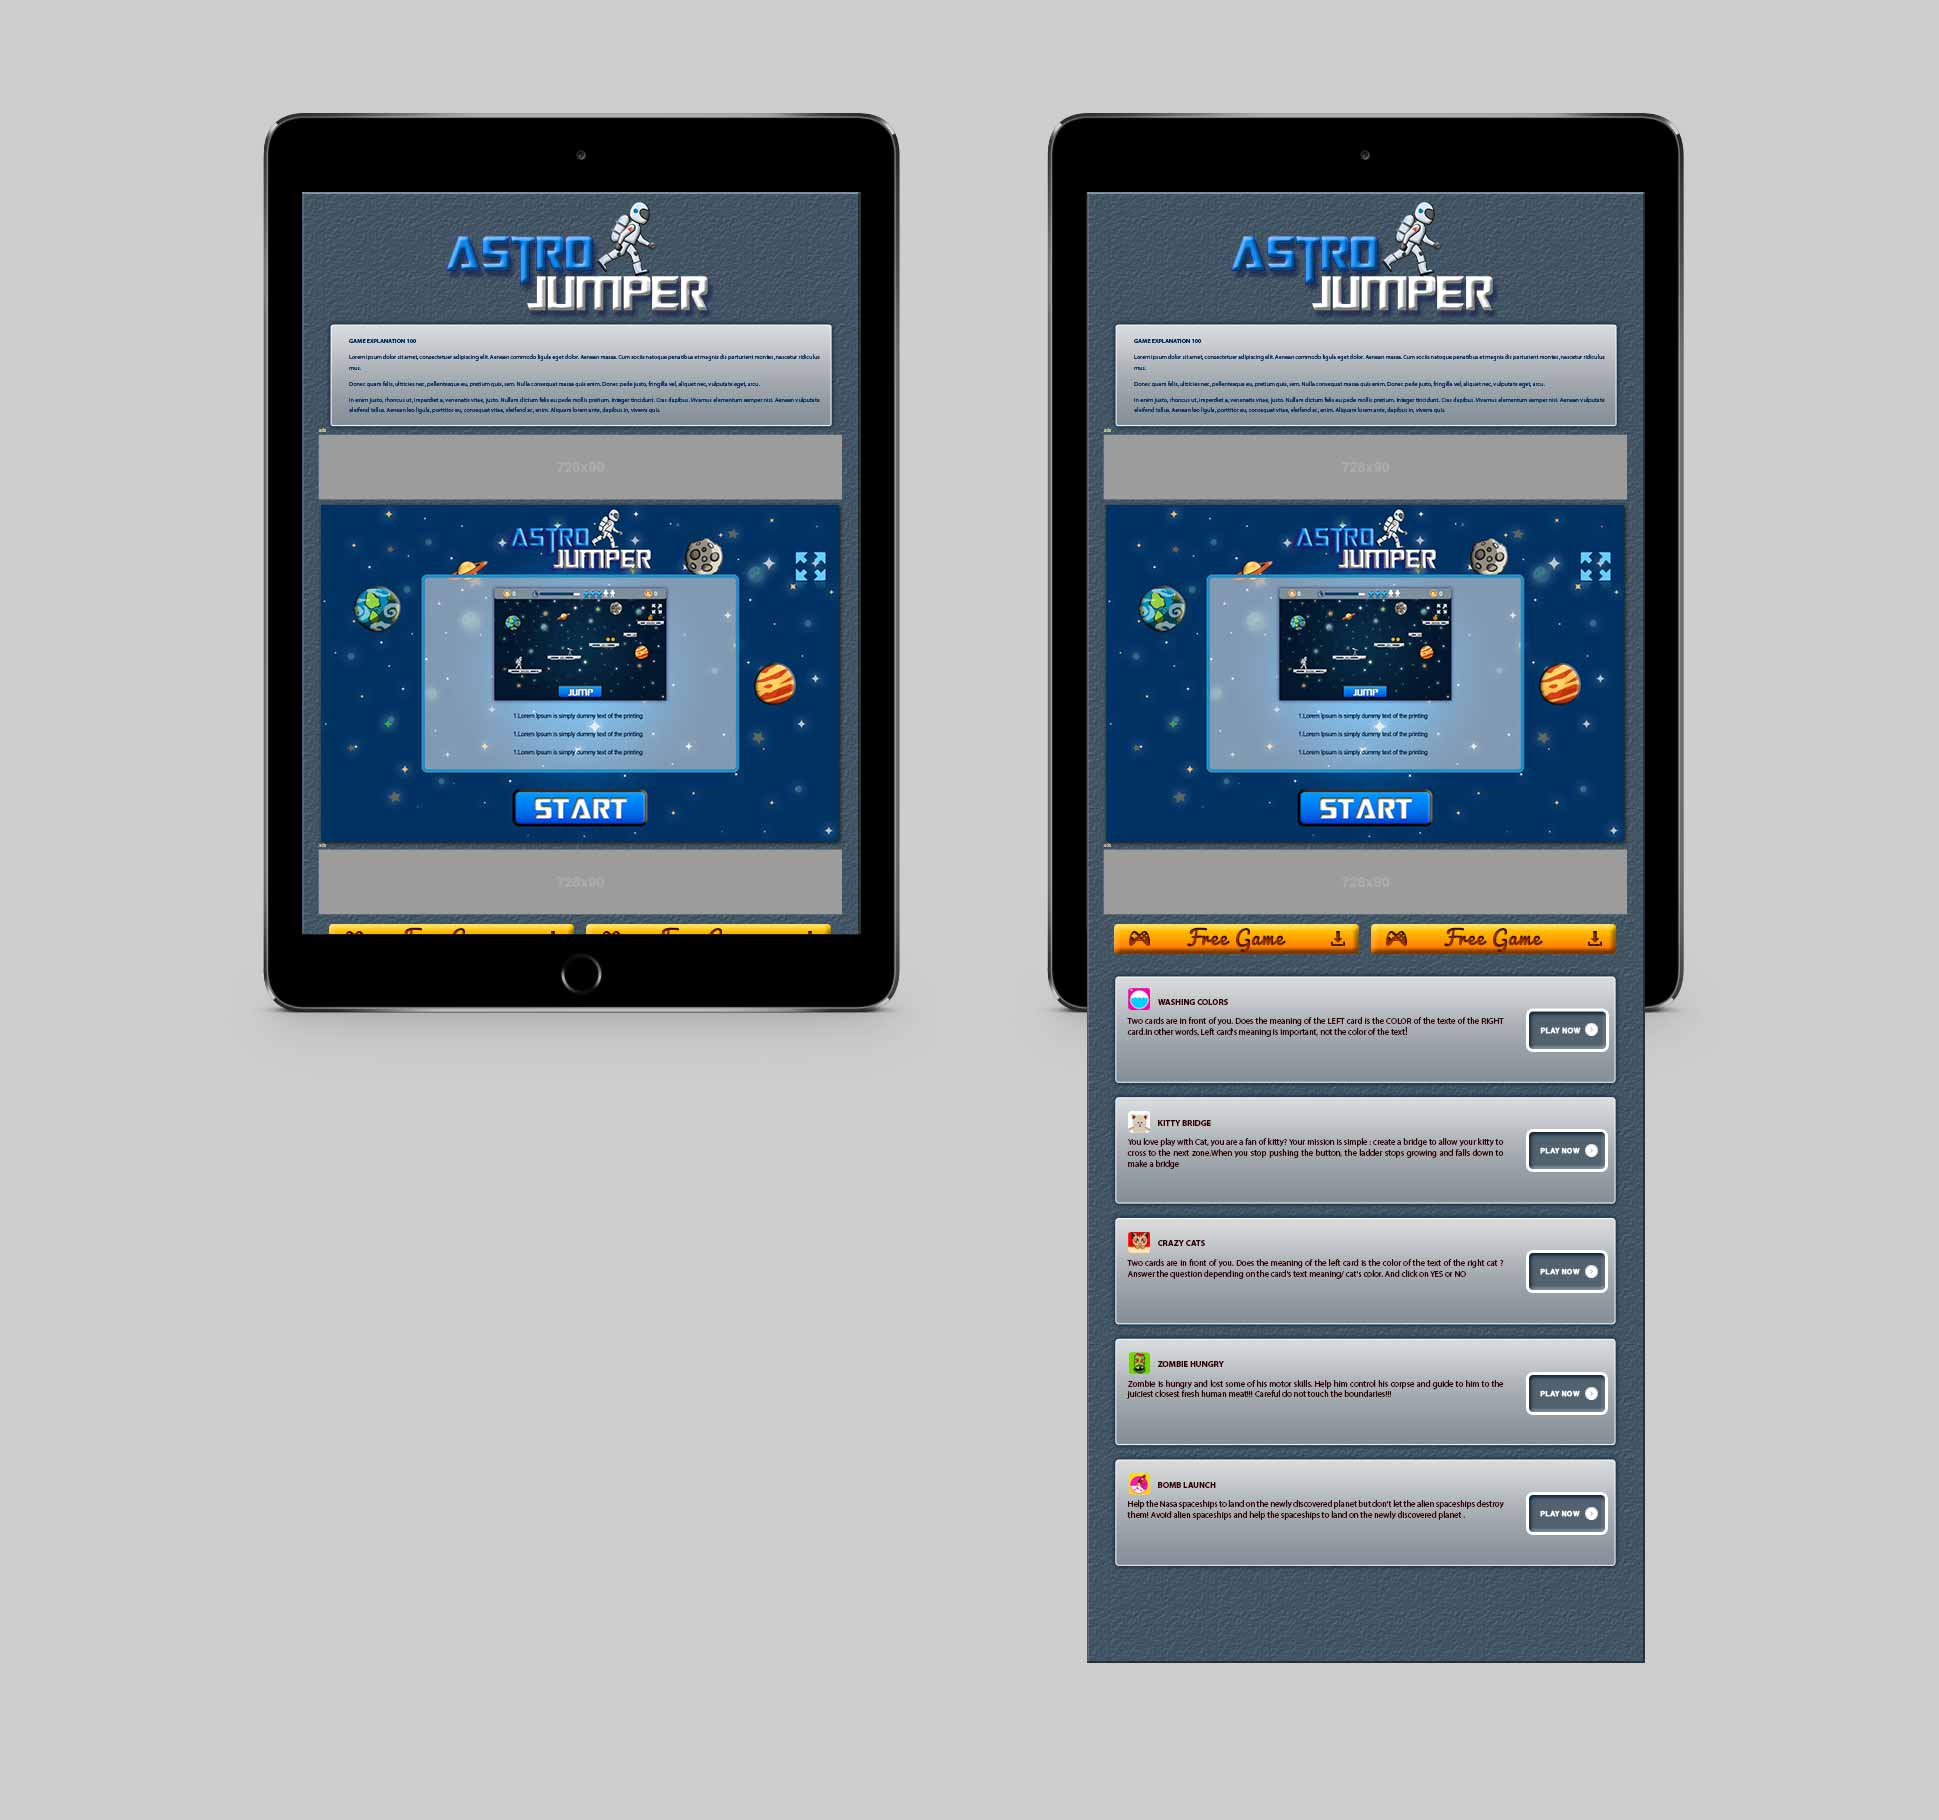 ASTRO
JUMPER
GAME EXPLANATION 100
Lorem ipsum dolor sit amet, consectetuer adipiscing elit. Aenean commodo ligula eget dolor. Aenean massa. Cum sociis natoque penatibus et magnis dis parturient montes, nascetur ridiculus
mus.
Donec quam felis, ultricies nec, pellentesque eu, pretium quis, sem. Nulla consequat massa quis enim. Donec pede justo, fringilla vel, aliquet nec, vulputate eget, arcu.
In enim justo, rhoncus ut, imperdiet a, venenatis vitae, justo. Nullam dictum felis eu pede mollis pretium. Integer tincidunt. Cras dapibus. Vivamus elementum semper nisi. Aenean vulputate
eleifend tellus. Aenean leo ligula, porttitor eu, consequat vitae, eleifend ac, enim. Aliquam lorem ante, dapibus in, viverra quis.
728x90
ASTRO
JUMPER
JUMP
1.Lorem Ipsum is simply dummy text of the printing
1.Lorem Ipsum is simply dummy text of the printing
1.Lorem Ipsum is simply dummy text of the printing
START
728x90
ASTRO
JUMPER
GAME EXPLANATION 100
Lorem ipsum dolor sit amet, consectetuer adipiscing elit. Aenean commodo ligula eget dolor. Aenean massa. Cum sociis natoque penatibus et magnis dis parturient montes, nascetur ridiculus
mus.
Donec quam felis, ultricies nec, pellentesque eu, pretium quis, sem. Nulla consequat massa quis enim. Donec pede justo, fringilla vel, aliquet nec, vulputate eget, arcu.
In enim justo, rhoncus ut, imperdiet a, venenatis vitae, justo. Nullam dictum felis eu pede mollis pretium. Integer tincidunt. Cras dapibus. Vivamus elementum semper nisi. Aenean vulputate
eleifend tellus. Aenean leo ligula, porttitor eu, consequat vitae, eleifend ac, enim. Aliquam lorem ante, dapibus in, viverra quis.
728x90
ASTRO
JUMPER
JUMP
1.Lorem Ipsum is simply dummy text of the printing
1.Lorem Ipsum is simply dummy text of the printing
1.Lorem Ipsum is simply dummy text of the printing
START
728x90
Free Game
Free Game
WASHING COLORS
Two cards are in front of you. Does the meaning of the LEFT card is the COLOR of the texte of the RIGHT
card.In other words, Left card's meaning is important, not the color of the text!
PLAY NOW
KITTY BRIDGE
You love play with Cat, you are a fan of kitty? Your mission is simple : create a bridge to allow your kitty to
cross to the next zone.When you stop pushing the button, the ladder stops growing and falls down to
make a bridge
PLAY NOW
CRAZY CATS
Two cards are in front of you. Does the meaning of the left card is the color of the text of the right cat ?
Answer the question depending on the card's text meaning/ cat's color. And click on YES or NO
PLAY NOW
ZOMBIE HUNGRY
Zombie is hungry and lost some of his motor skills. Help him control his corpse and guide to him to the
juiciest closest fresh human meat!!! Careful do not touch the boundaries!!!
PLAY NOW
BOMB LAUNCH
Help the Nasa spaceships to land on the newly discovered planet but don't let the alien spaceships destroy
them! Avoid alien spaceships and help the spaceships to land on the newly discovered planet .
PLAY NOW